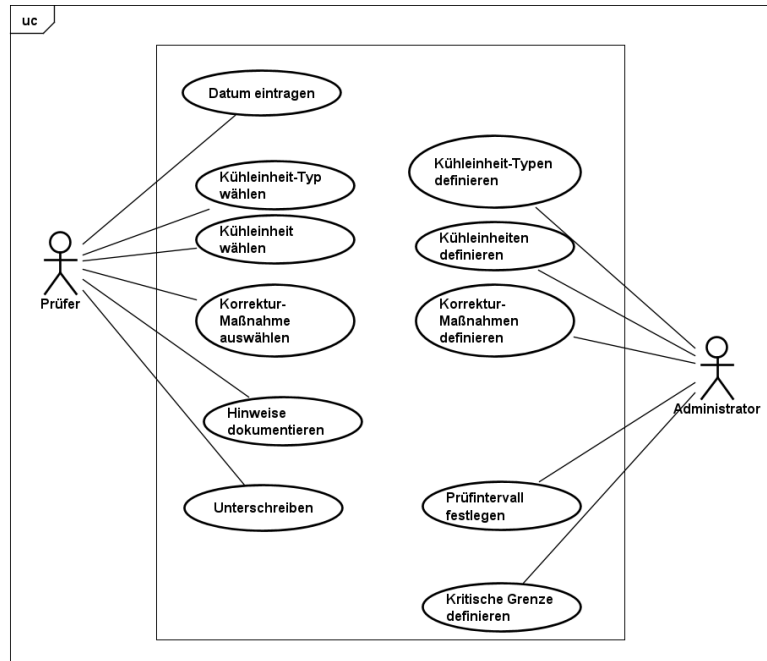 uc
Datum eintragen
Kühleinheit-Typ
wählen
Kühleinheit
wählen
Korrektur-
Maßnahme
auswählen
Hinweise
dokumentieren
Unterschreiben
Prüfer
Kühleinheit-Typen
definieren
Kühleinheiten
definieren
Korrektur-
Maßnahmen
definieren
Prüfintervall
festlegen
Kritische Grenze
definieren
Administrator